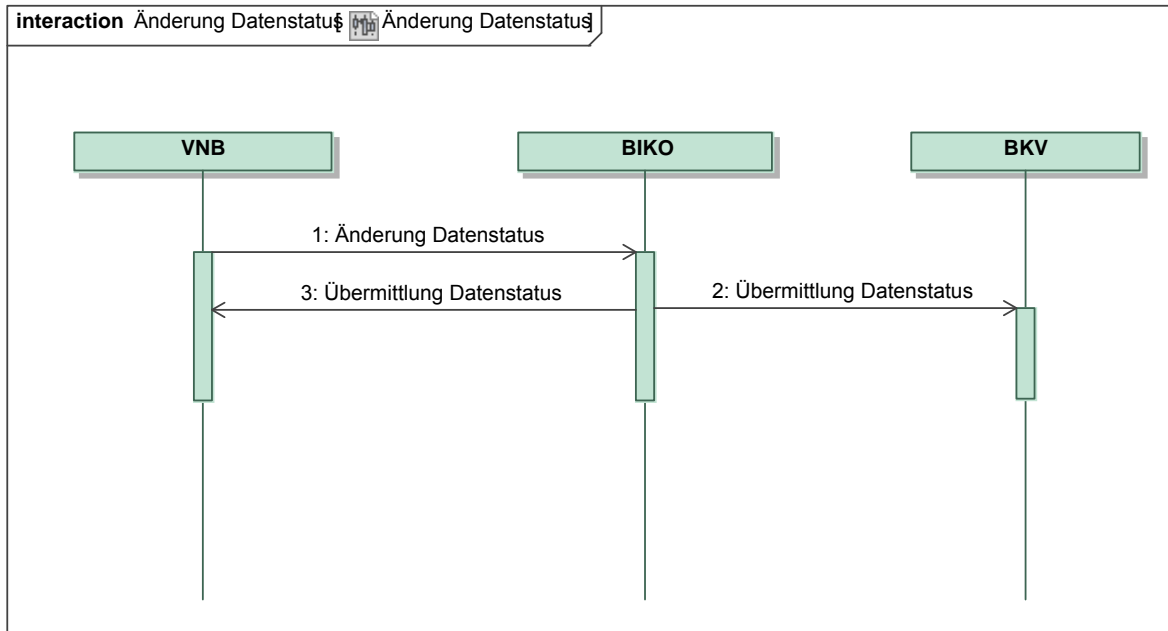 interaction Änderung Datenstatus[ Änderung Datenstatus]
VNB BIKO BKV
1: Änderung Datenstatus
3: Übermittlung Datenstatus 2: Übermittlung Datenstatus